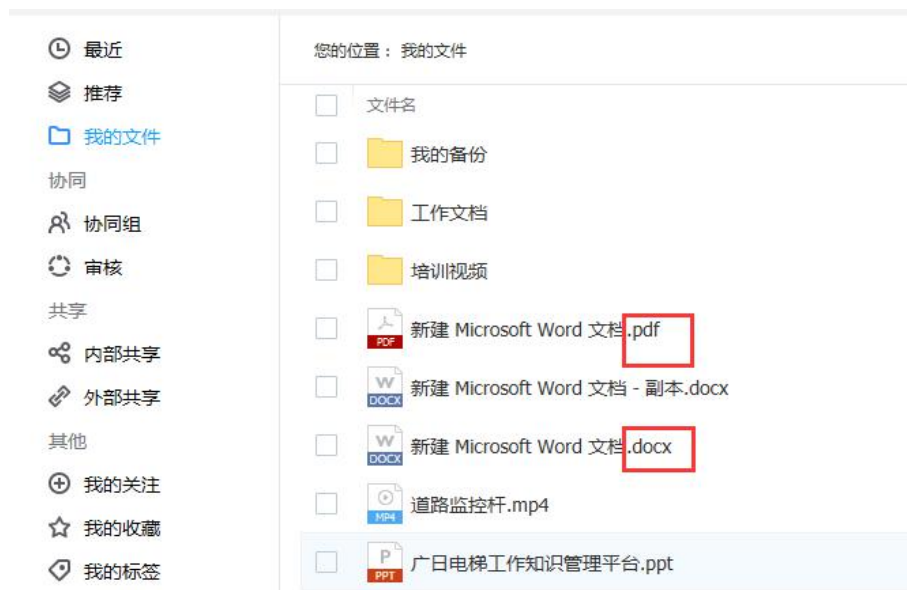 最近
推荐
我的文件
协同
协同组
审核
共享
内部共享
外部共享
其他
我的关注
我的收藏
我的标签
您的位置： 我的文件
文件名
我的备份
工作文档
培训视频
PDF 新建 Microsoft Word 文档.pdf
W DOCX 新建 Microsoft Word 文档 - 副本.docx
W DOCX 新建 Microsoft Word 文档.docx
MP4 道路监控杆.mp4
P PPT 广日电梯工作知识管理平台.ppt